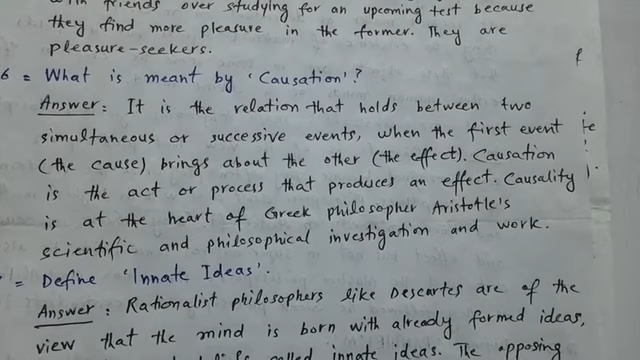 with friends over studying for an upcoming test because
they find more pleasure in the former. They are
pleasure-seekers.
6 = What is meant by 'Causation'?
Answer: It is the relation that holds between two
simultaneous or successive events, when the first event
(the cause) brings about the other (the effect). Causation
is the act or process that produces an effect. Causality
is at the heart of Greek philosopher Aristotle's
scientific and philosophical investigation and work.
= Define 'Innate Ideas'.
Answer: Rationalist philosophers like Descartes are of the
view that the mind is born with already formed ideas,
called innate ideas. The opposing